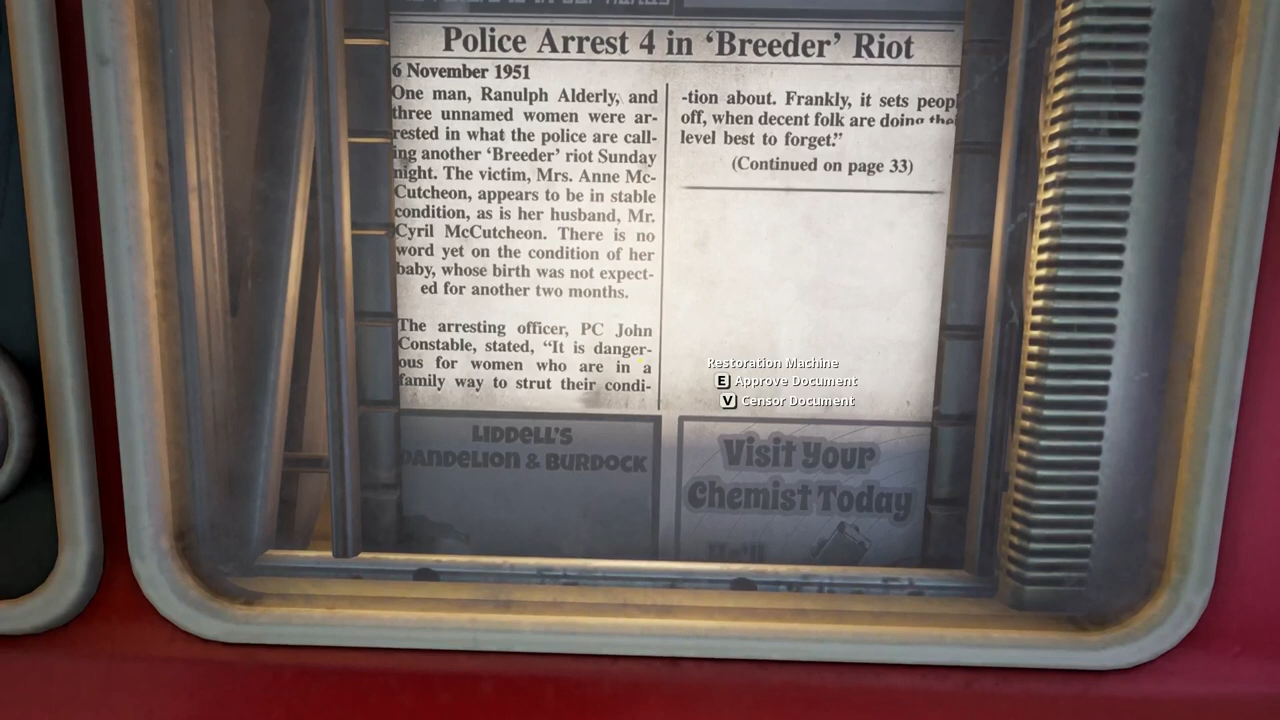 Police Arrest 4 in ‘Breeder’ Riot
6 November 1951
One man, Ranulph Alderly, and
three unnamed women were ar-
rested in what the police are call-
ing another ‘Breeder’ riot Sunday
night. The victim, Mrs. Anne Mc-
Cutcheon, appears to be in stable
condition, as is her husband, Mr.
Cyril McCutcheon. There is no
word yet on the condition of her
baby, whose birth was not expect-
ed for another two months.
The arresting officer, PC John
Constable, stated, “It is danger-
ous for women who are in a
family way to strut their condi-
-tion about. Frankly, it sets peopl
off, when decent folk are doing thei
level best to forget.”
(Continued on page 33)
Restoration Machine
E Approve Document
V Censor Document
LIDDELL'S
DANDELION & BURDOCK
Visit Your
Chemist Today
He'll